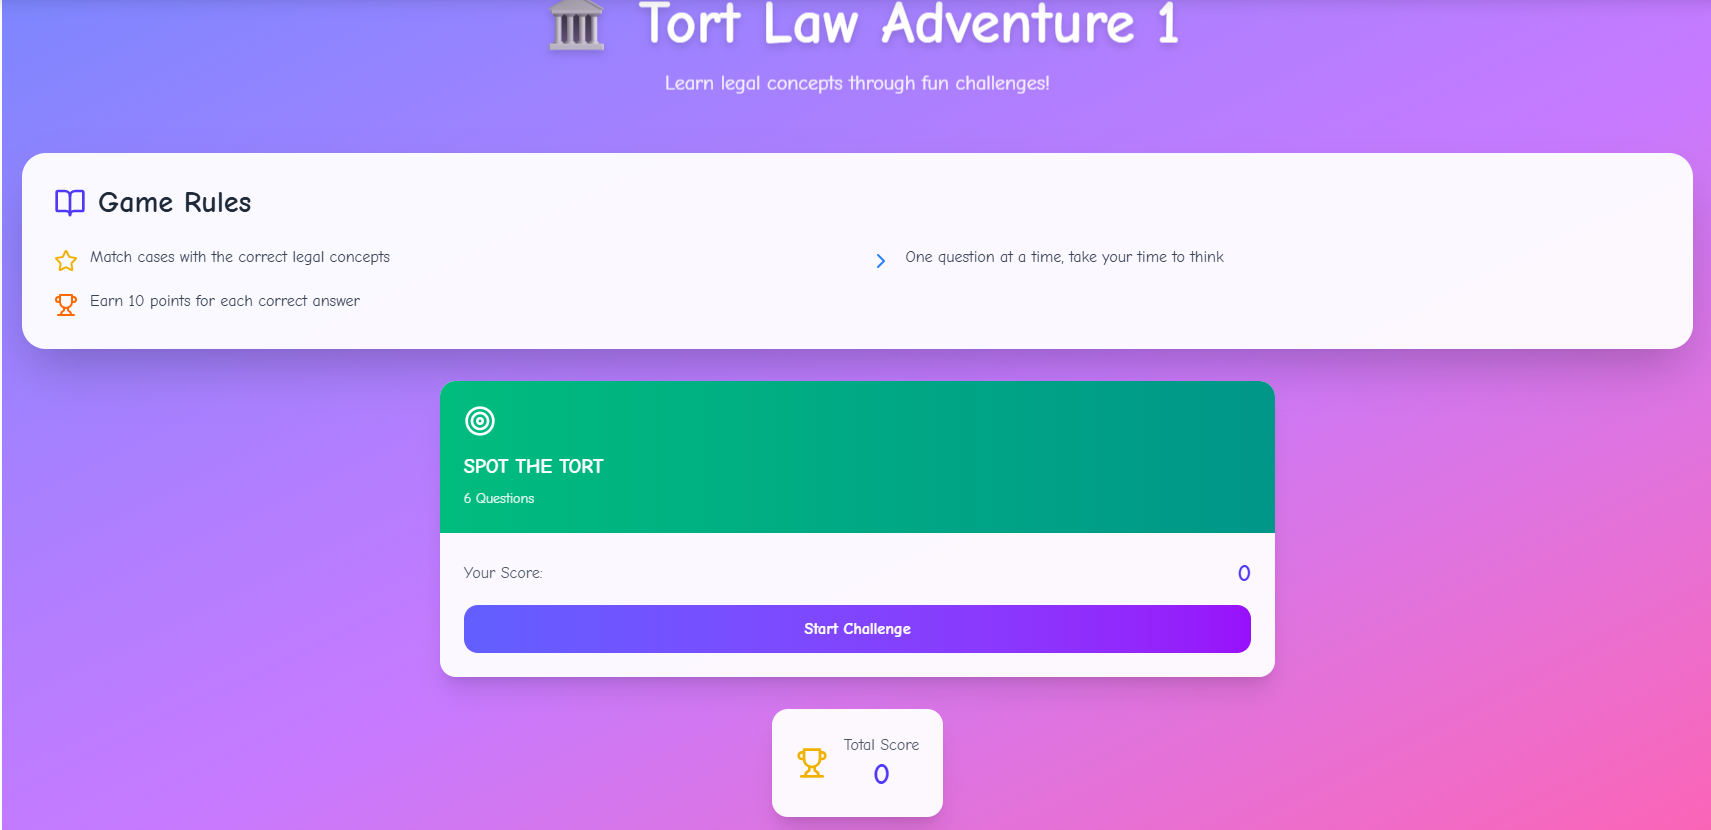 Tort Law Adventure 1
Learn legal concepts through fun challenges!
Game Rules
Match cases with the correct legal concepts
One question at a time, take your time to think
Earn 10 points for each correct answer
SPOT THE TORT
6 Questions
Your Score:
0
Start Challenge
Total Score
0